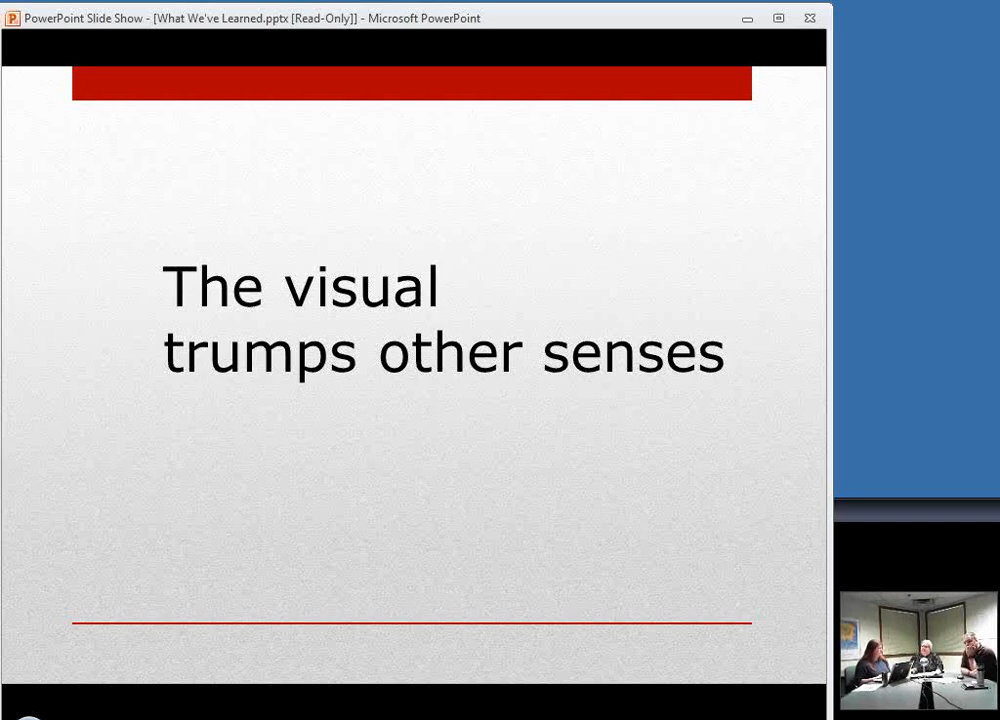 PowerPoint Slide Show - [What We've Learned.pptx [Read-Only]] - Microsoft PowerPoint
The visual
trumps other senses